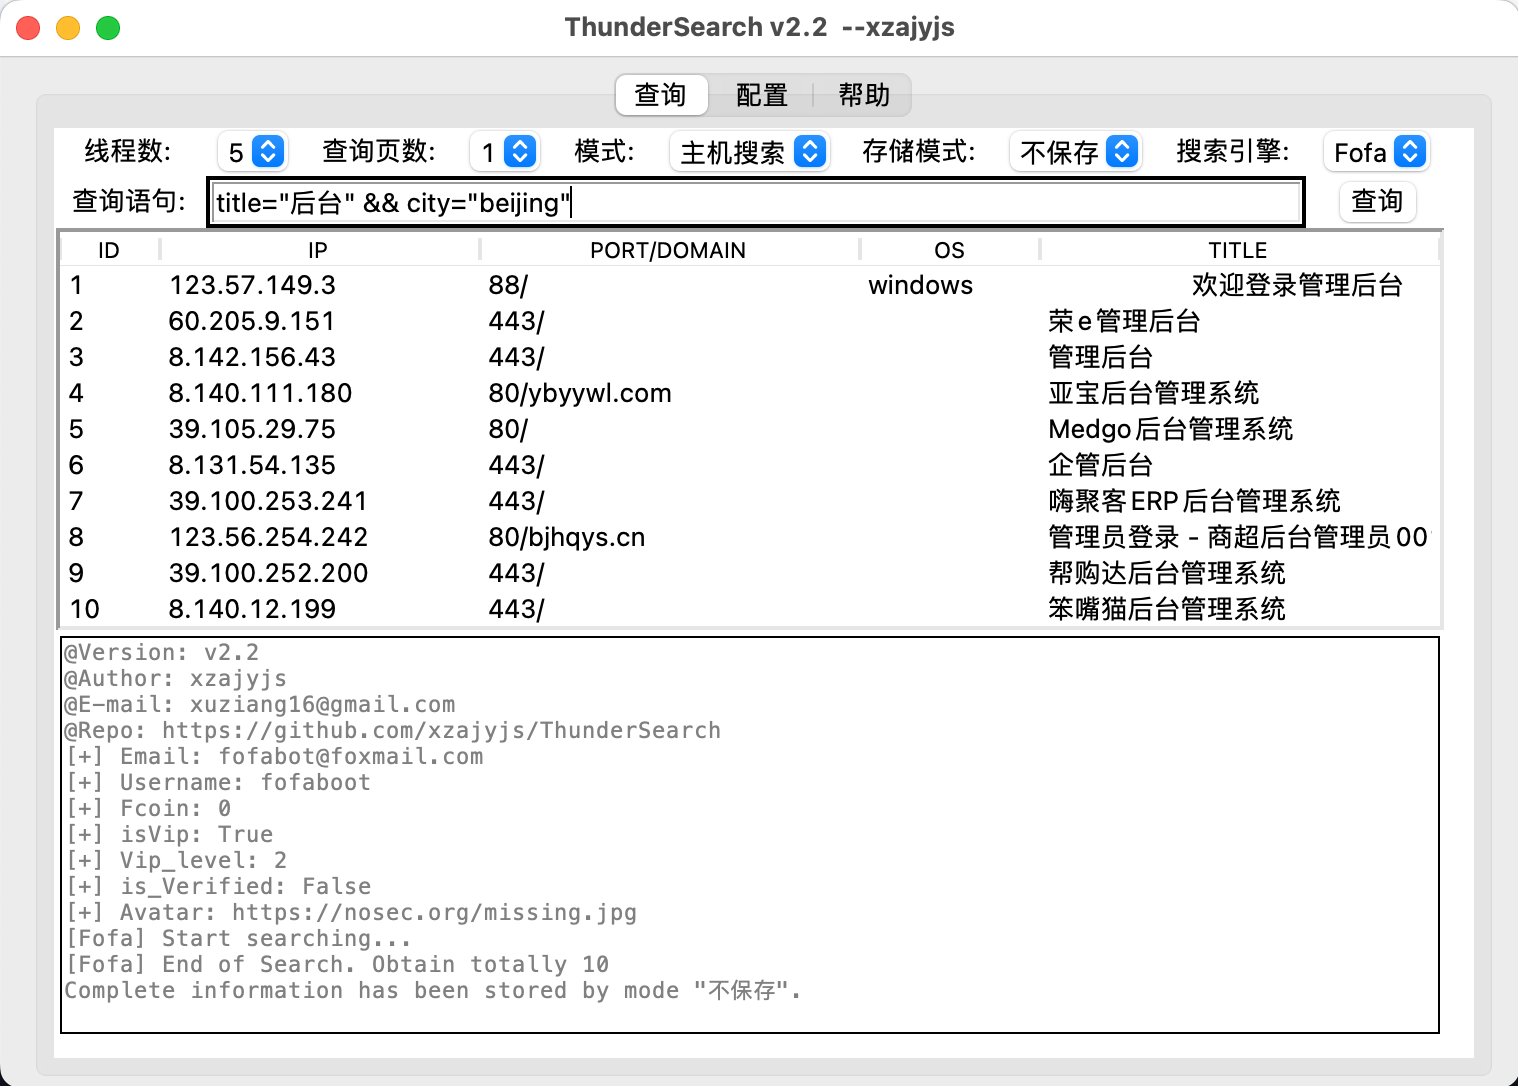 ThunderSearch v2.2 --xzajyjs
查询 配置 帮助
线程数: 5 查询页数: 1 模式: 主机搜索 存储模式: 不保存 搜索引擎: Fofa
查询语句: title="后台" && city="beijing" 查询
ID IP PORT/DOMAIN OS TITLE
1 123.57.149.3 88/ windows 欢迎登录管理后台
2 60.205.9.151 443/ 荣e管理后台
3 8.142.156.43 443/ 管理后台
4 8.140.111.180 80/ybyywl.com 亚宝后台管理系统
5 39.105.29.75 80/ Medgo后台管理系统
6 8.131.54.135 443/ 企管后台
7 39.100.253.241 443/ 嗨聚客ERP后台管理系统
8 123.56.254.242 80/bjhqys.cn 管理员登录 - 商超后台管理员00
9 39.100.252.200 443/ 帮购达后台管理系统
10 8.140.12.199 443/ 笨嘴猫后台管理系统
@Version: v2.2
@Author: xzajyjs
@E-mail: xuziang16@gmail.com
@Repo: https://github.com/xzajyjs/ThunderSearch
[+] Email: fofabot@foxmail.com
[+] Username: fofaboot
[+] Fcoin: 0
[+] isVip: True
[+] Vip_level: 2
[+] is_Verified: False
[+] Avatar: https://nosec.org/missing.jpg
[Fofa] Start searching...
[Fofa] End of Search. Obtain totally 10
Complete information has been stored by mode "不保存".